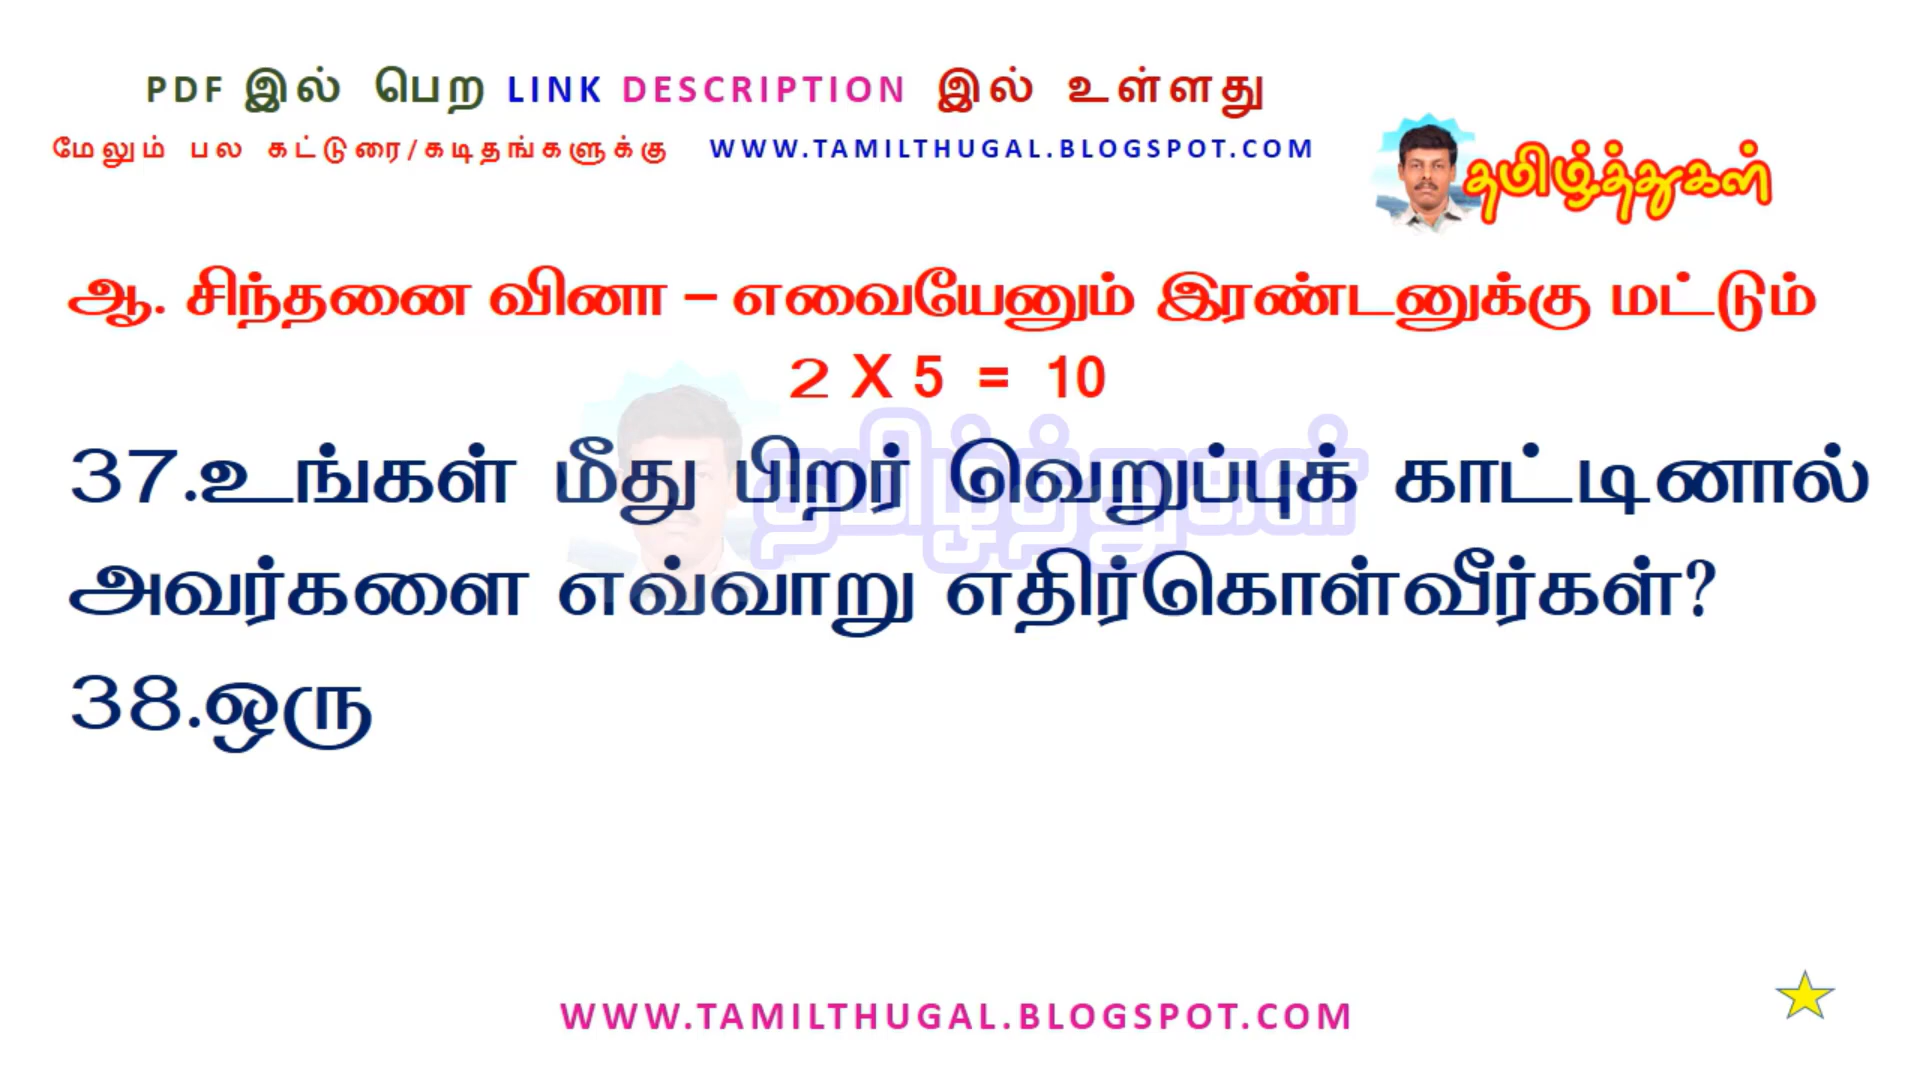 PDF இல் பெற LINK DESCRIPTION இல் உள்ளது
மேலும் பல கட்டுரை/கடிதங்களுக்கு WWW.TAMILTHUGAL.BLOGSPOT.COM
தமிழ்த்துகள்
ஆ. சிந்தனை வினா – எவையேனும் இரண்டனுக்கு மட்டும்
2 X 5 = 10
தமிழ்த்துகள்
37.உங்கள் மீது பிறர் வெறுப்புக் காட்டினால்
அவர்களை எவ்வாறு எதிர்கொள்வீர்கள்?
38.ஒரு
WWW.TAMILTHUGAL.BLOGSPOT.COM